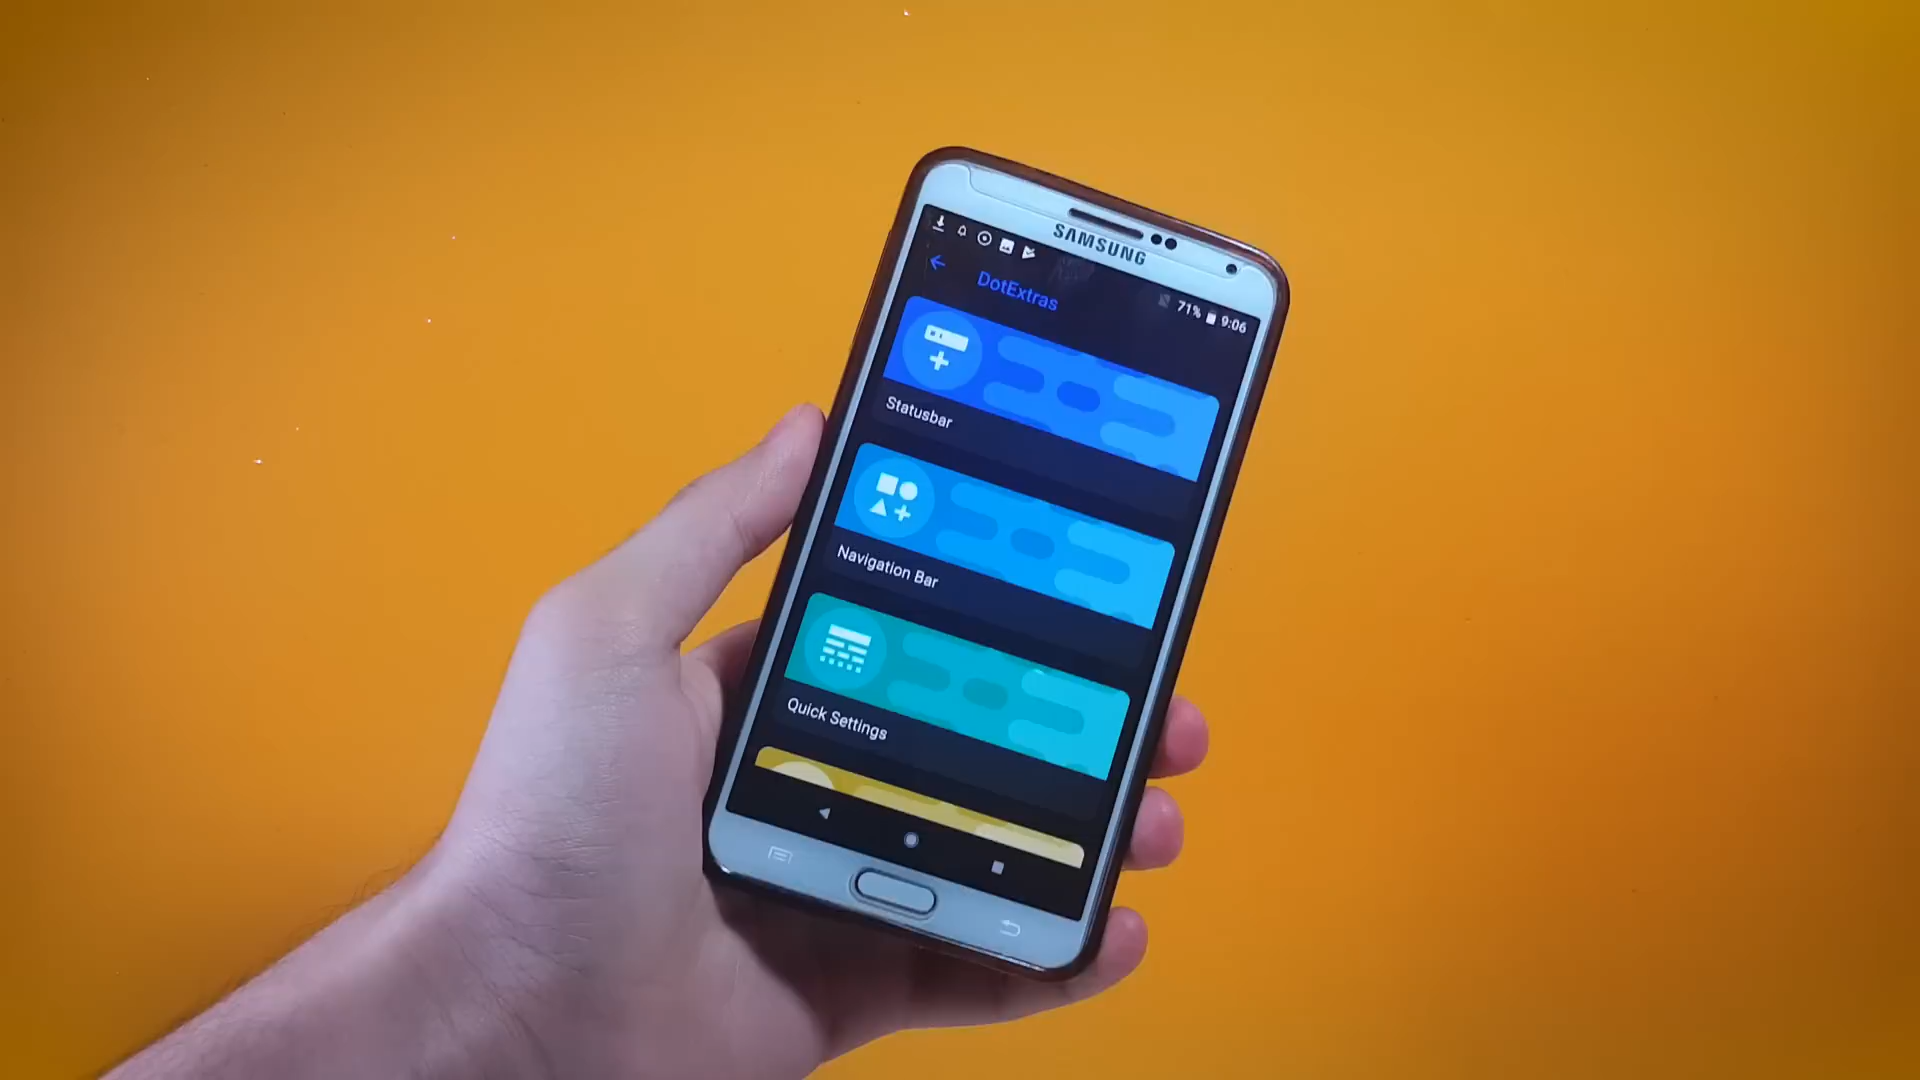 SAMSUNG
71% 9:06
DotExtras
Statusbar
Navigation Bar
Quick Settings